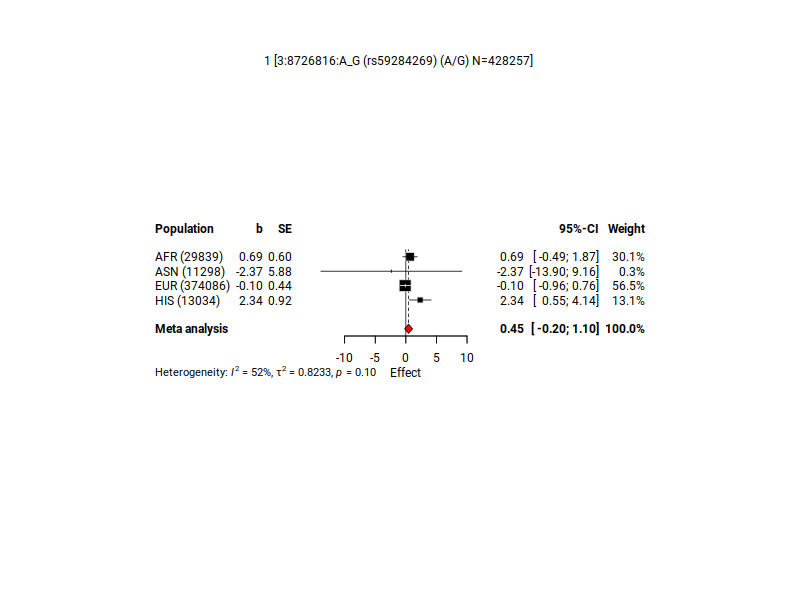 1 [3:8726816:A_G (rs59284269) (A/G) N=428257]
Population b SE 95%-CI Weight
AFR (29839) 0.69 0.60 0.69 [-0.49; 1.87] 30.1%
ASN (11298) -2.37 5.88 -2.37 [-13.90; 9.16] 0.3%
EUR (374086) -0.10 0.44 -0.10 [-0.96; 0.76] 56.5%
HIS (13034) 2.34 0.92 2.34 [ 0.55; 4.14] 13.1%
Meta analysis 0.45 [-0.20; 1.10] 100.0%
-10 -5 0 5 10
Heterogeneity: I² = 52%, τ² = 0.8233, p = 0.10 Effect